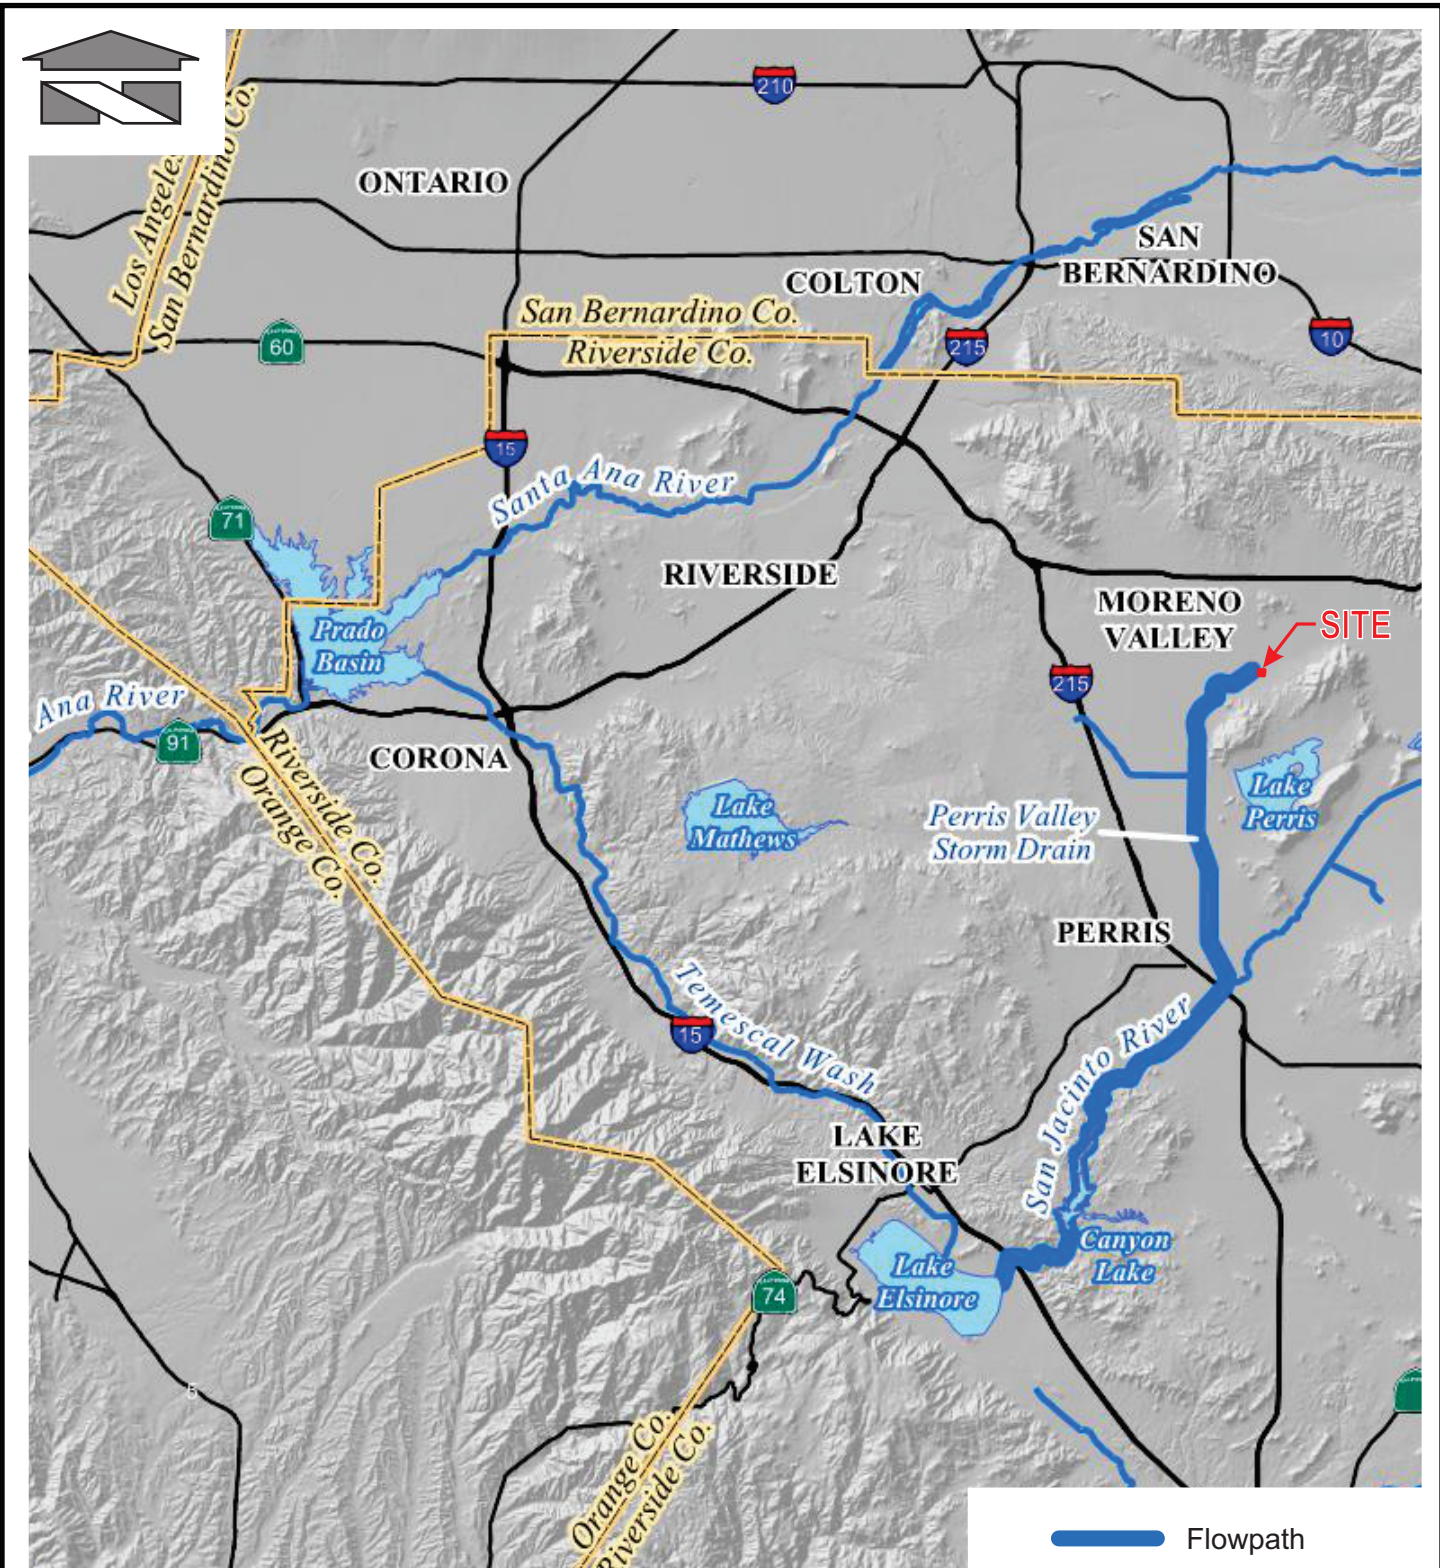 210
Los Angeles
San Bernardino Co.
ONTARIO
SAN
BERNARDINO
COLTON
San Bernardino Co.
Riverside Co.
60
215
10
15
Santa Ana River
71
RIVERSIDE
MORENO
VALLEY
SITE
Prado
Basin
215
Ana River
91
CORONA
Riverside Co.
Orange Co.
Lake
Mathews
Lake
Perris
Perris Valley
Storm Drain
PERRIS
Temescal Wash
15
San Jacinto River
LAKE
ELSINORE
Canyon
Lake
Lake
Elsinore
74
5
Orange Co.
Riverside Co.
Flowpath